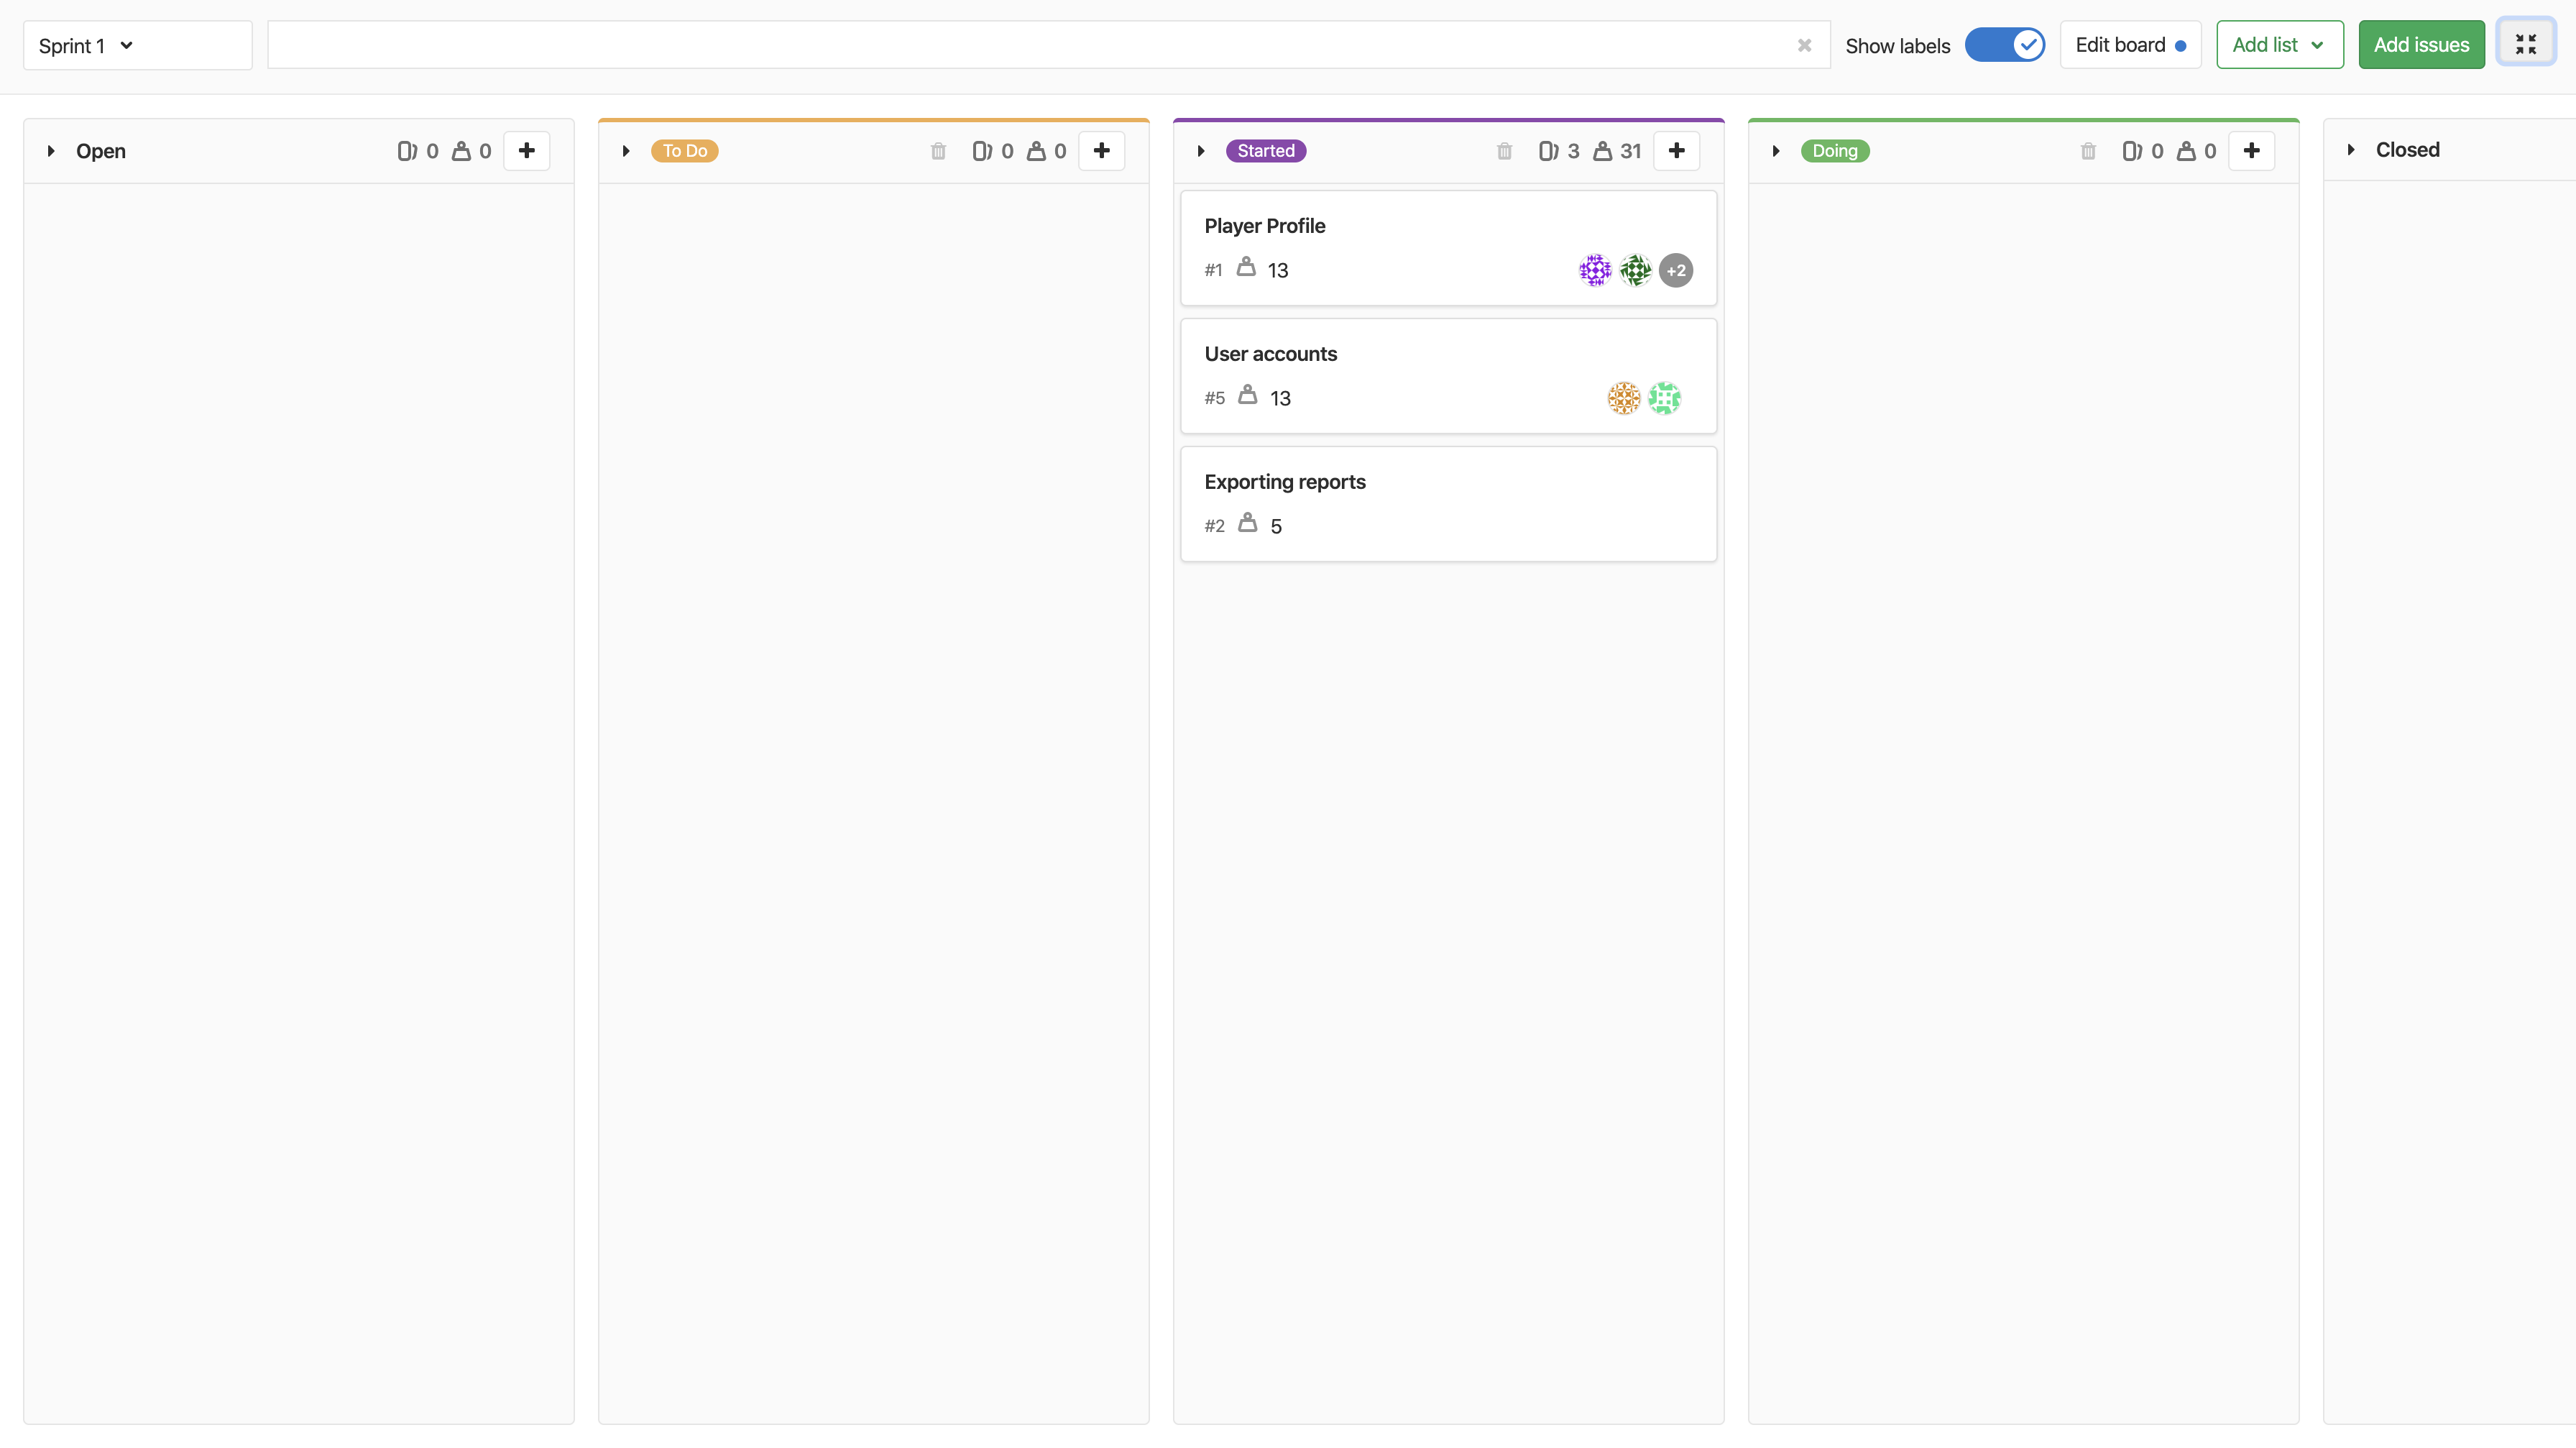 Sprint 1
Show labels
Edit board
Add list
Add issues
Open 0 0
To Do 0 0
Started 3 31
Doing 0 0
Closed
Player Profile
#1 13 +2
User accounts
#5 13
Exporting reports
#2 5